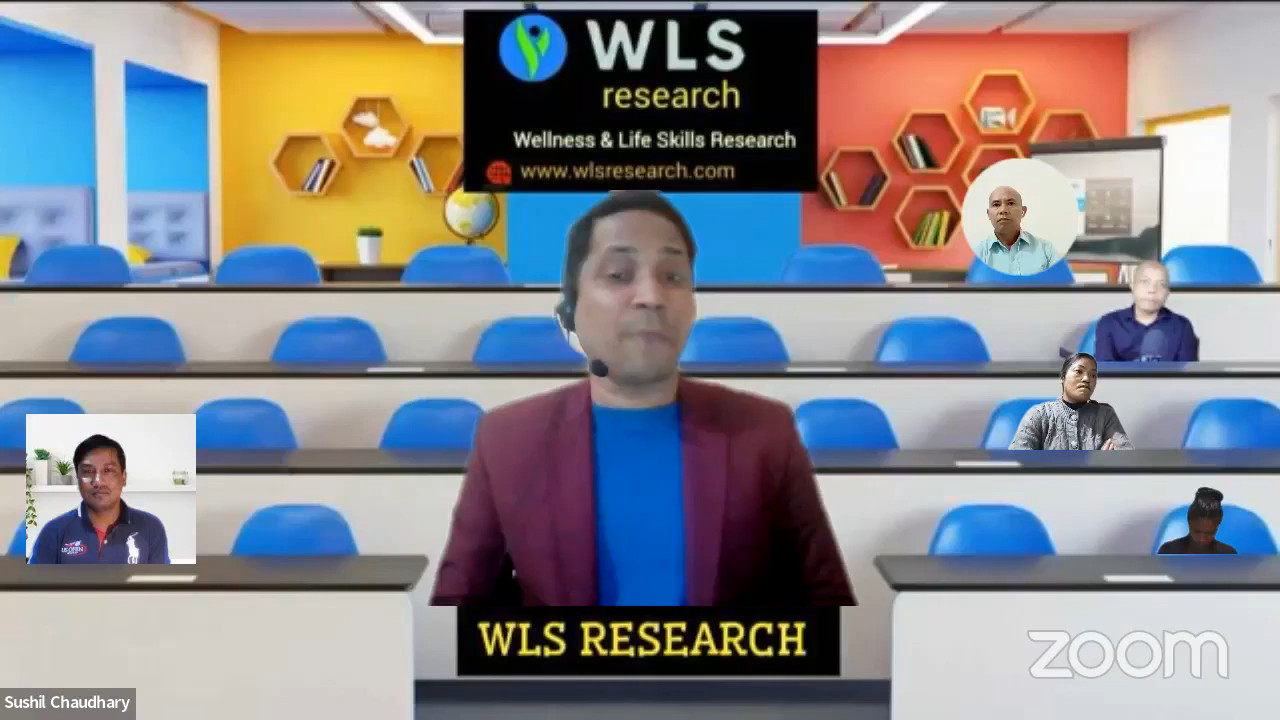 WLS
research
Wellness & Life Skills Research
www.wlsresearch.com
WLS RESEARCH
zoom
Sushil Chaudhary